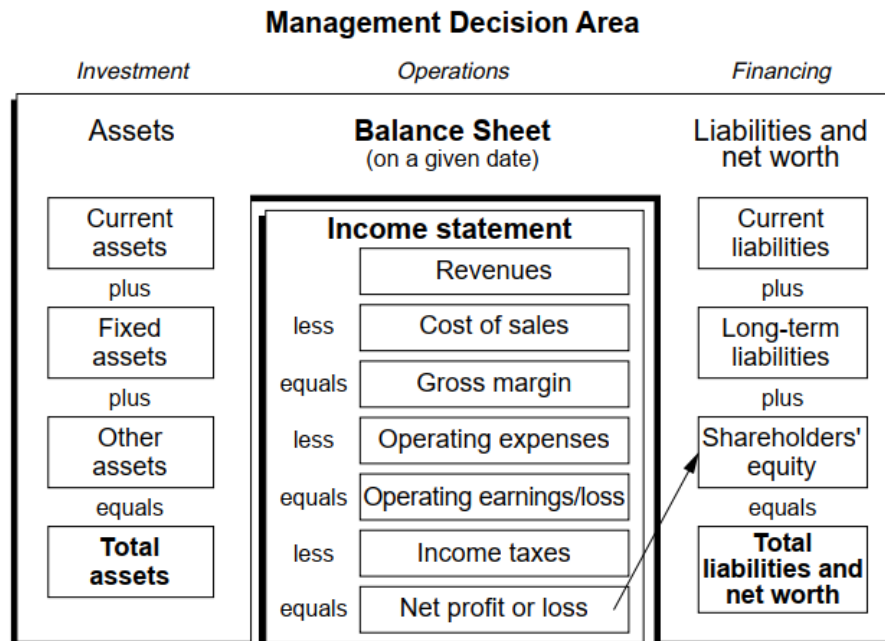 Management Decision Area
Investment
Operations
Financing
Assets
Balance Sheet
(on a given date)
Liabilities and
net worth
Current
assets
plus
Fixed
assets
plus
Other
assets
equals
Total
assets
Income statement
Revenues
less
Cost of sales
equals
Gross margin
less
Operating expenses
equals
Operating earnings/loss
less
Income taxes
equals
Net profit or loss
Current
liabilities
plus
Long-term
liabilities
plus
Shareholders'
equity
equals
Total
liabilities and
net worth